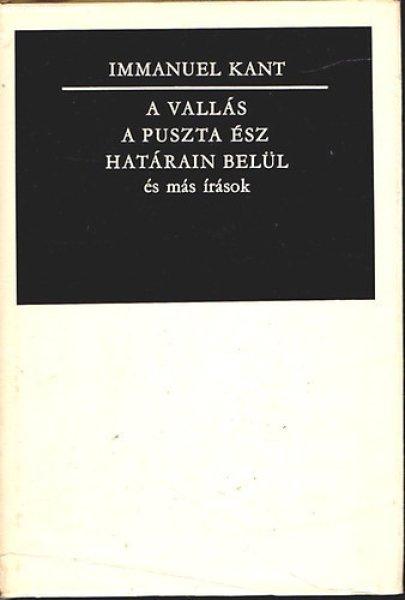 IMMANUEL KANT
A VALLÁS
A PUSZTA ÉSZ
HATÁRAIN BELÜL
és más írások